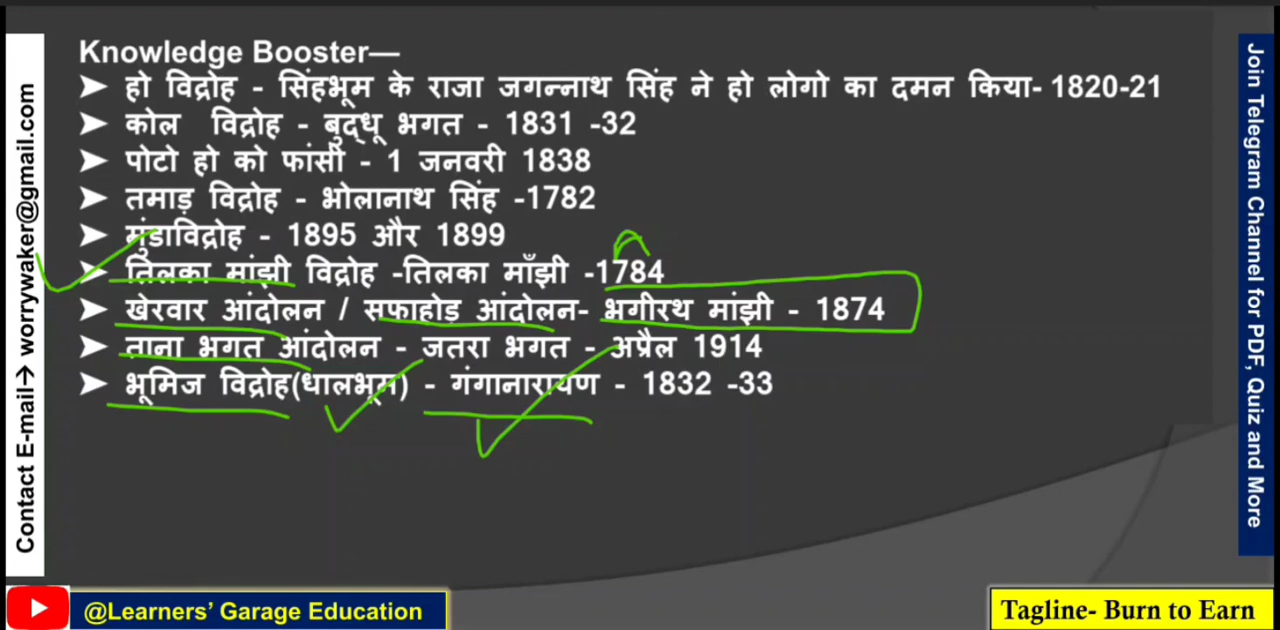 Knowledge Booster—
➤ हो विद्रोह - सिंहभूम के राजा जगन्नाथ सिंह ने हो लोगो का दमन किया- 1820-21
➤ कोल विद्रोह - बुद्धू भगत - 1831 -32
➤ पोटो हो को फांसी - 1 जनवरी 1838
➤ तमाड़ विद्रोह - भोलानाथ सिंह -1782
➤ मुंडाविद्रोह - 1895 और 1899
➤ तिलका मांझी विद्रोह -तिलका माँझी -1784
➤ खेरवार आंदोलन / सफाहोड़ आंदोलन- भगीरथ मांझी - 1874
➤ ताना भगत आंदोलन - जतरा भगत - अप्रैल 1914
➤ भूमिज विद्रोह(धालभूम) - गंगानारायण - 1832 -33
Contact E-mail→ worrywaker@gmail.com
Join Telegram Channel for PDF, Quiz and More
@Learners’ Garage Education
Tagline- Burn to Earn